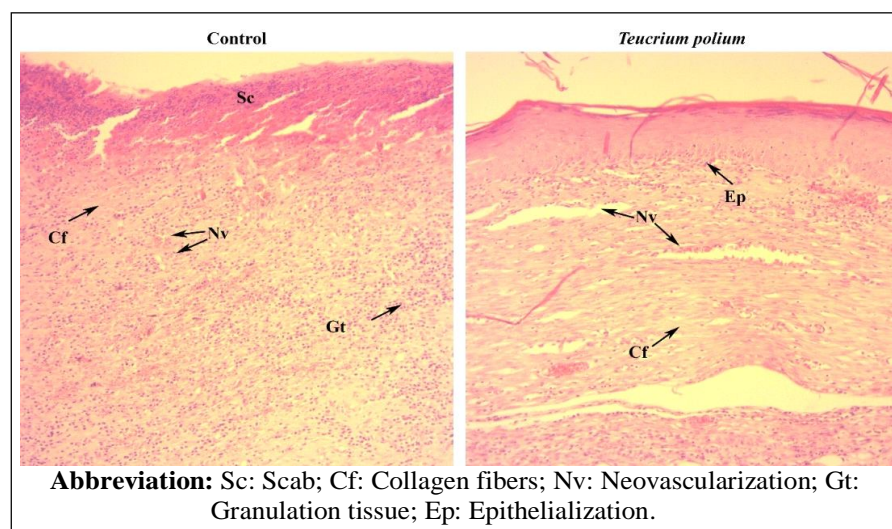 Control
Teucrium polium
Sc
Cf
Nv
Gt
Ep
Nv
Cf
Abbreviation: Sc: Scab; Cf: Collagen fibers; Nv: Neovascularization; Gt:
Granulation tissue; Ep: Epithelialization.